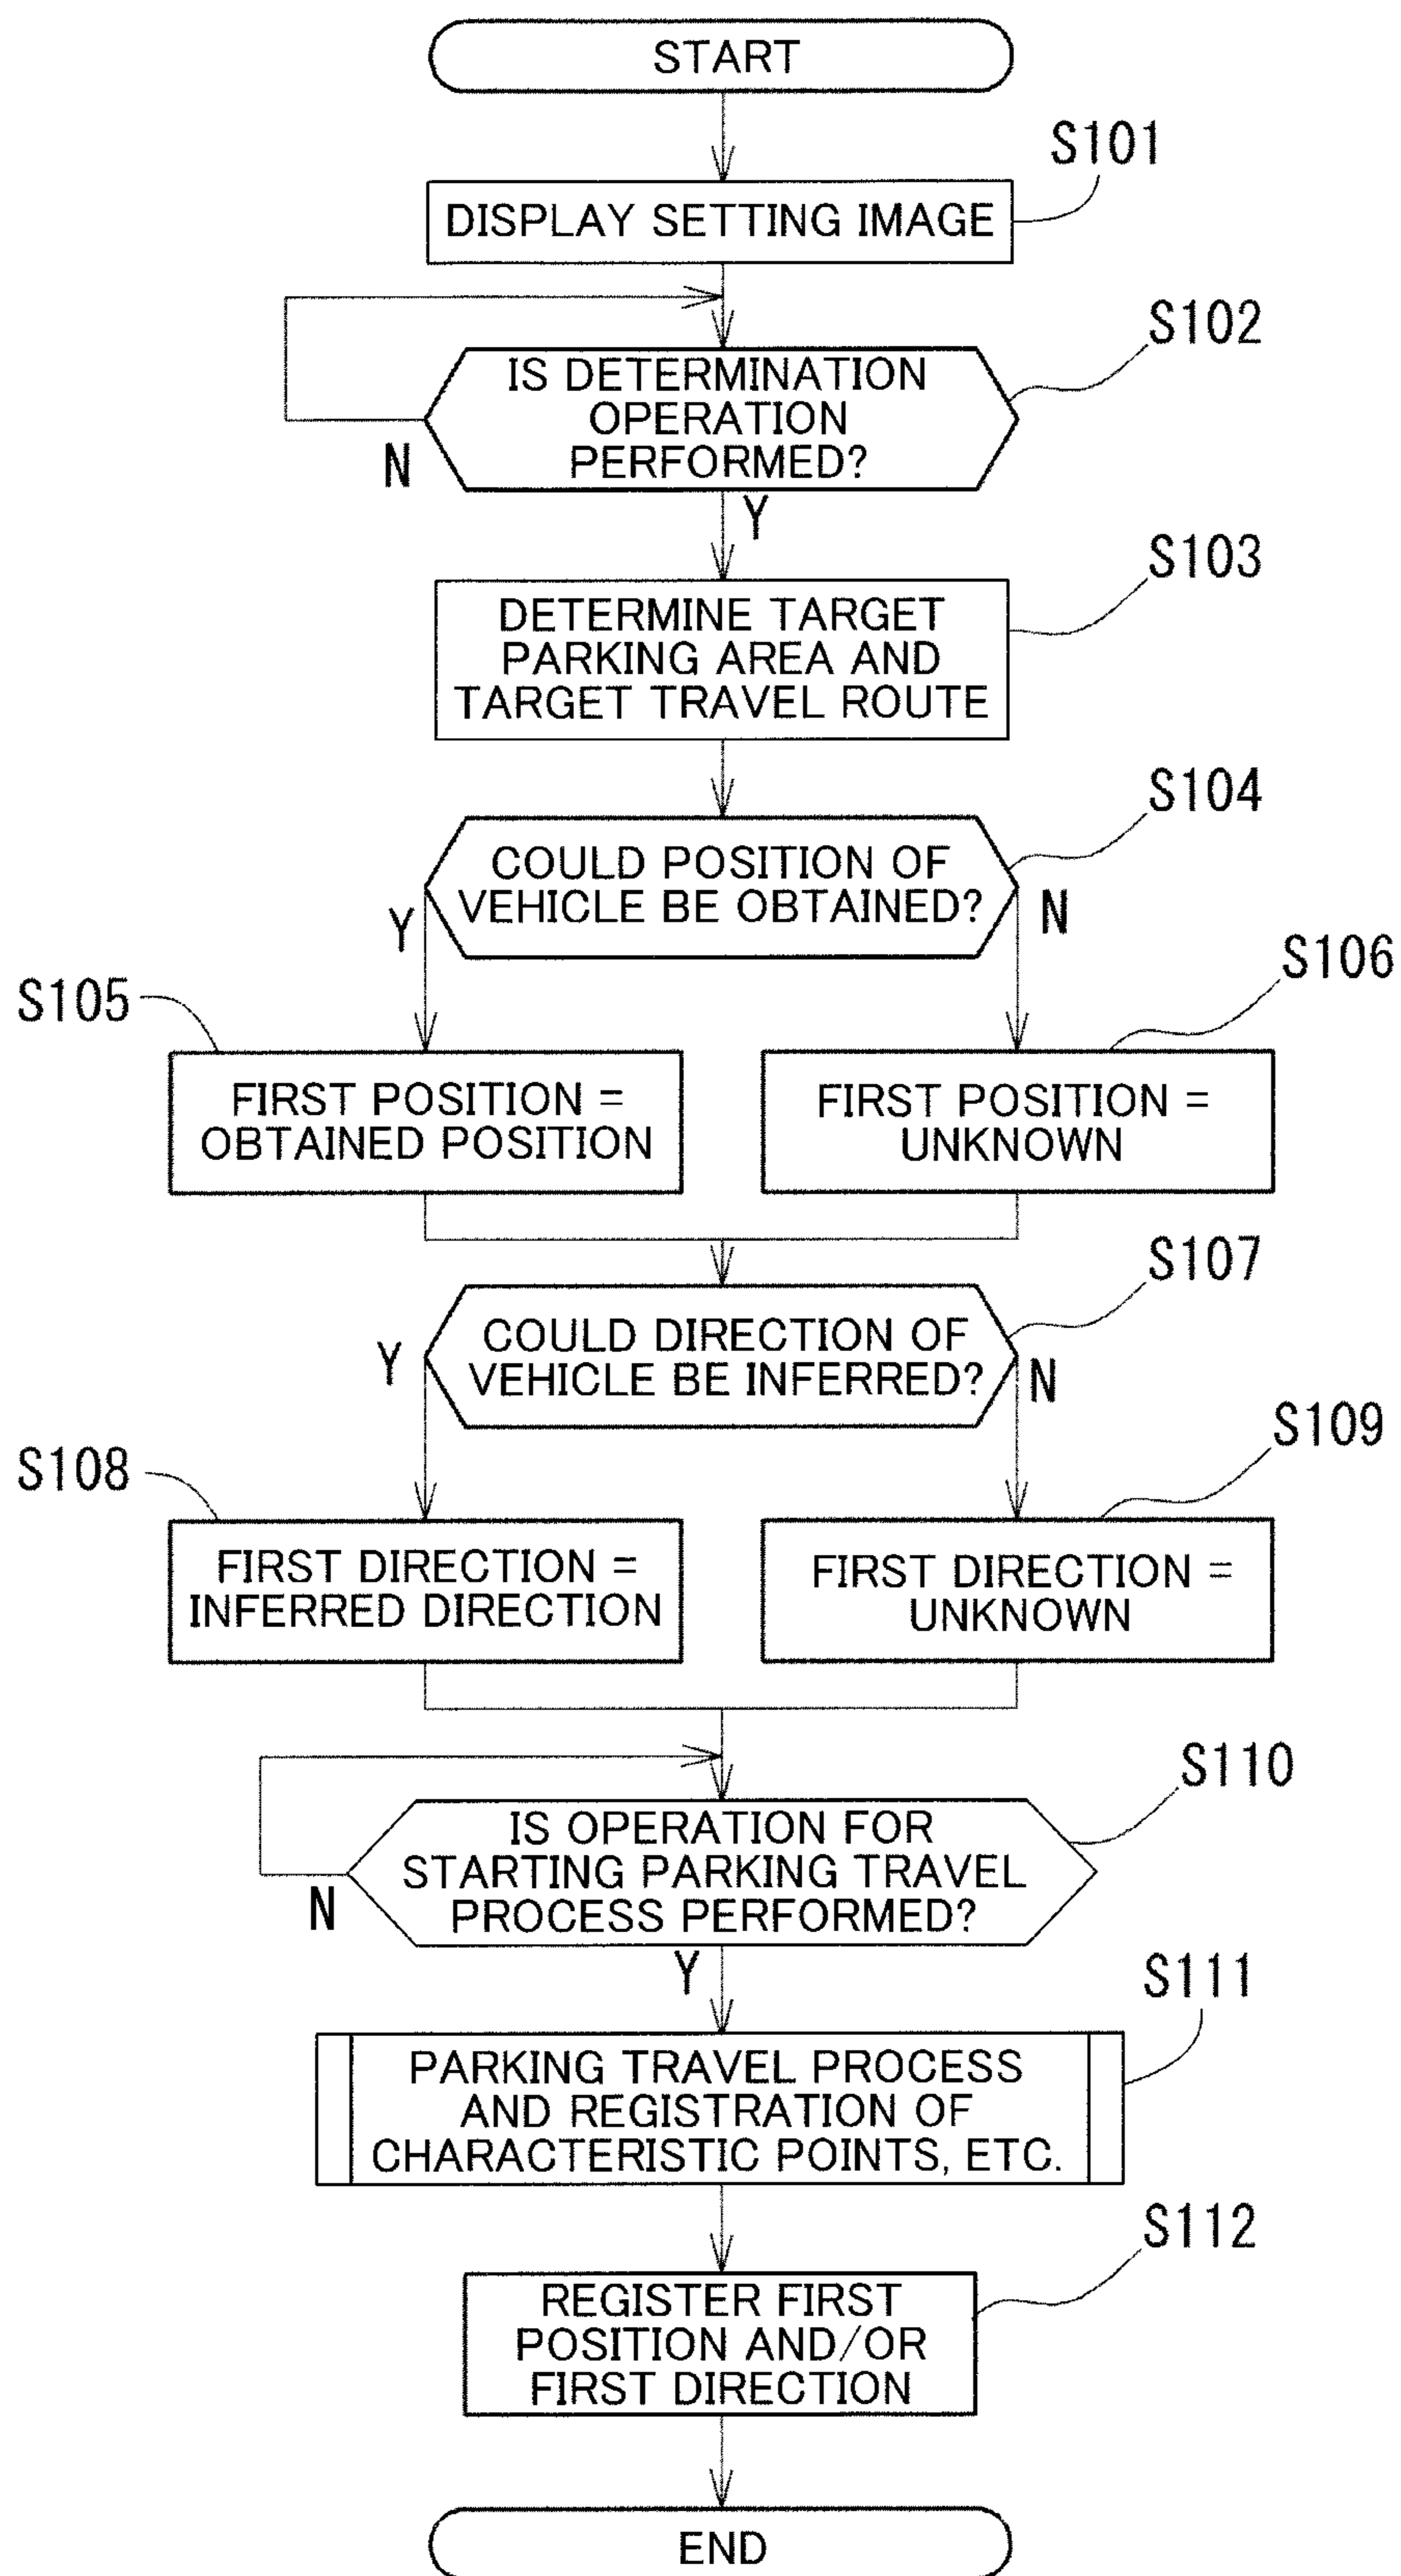 START
S101
DISPLAY SETTING IMAGE
S102
IS DETERMINATION
OPERATION
PERFORMED?
N
Y
S103
DETERMINE TARGET
PARKING AREA AND
TARGET TRAVEL ROUTE
S104
COULD POSITION OF
VEHICLE BE OBTAINED?
Y
N
S105
S106
FIRST POSITION =
OBTAINED POSITION
FIRST POSITION =
UNKNOWN
S107
COULD DIRECTION OF
VEHICLE BE INFERRED?
Y
N
S108
S109
FIRST DIRECTION =
INFERRED DIRECTION
FIRST DIRECTION =
UNKNOWN
S110
IS OPERATION FOR
STARTING PARKING TRAVEL
PROCESS PERFORMED?
N
Y
S111
PARKING TRAVEL PROCESS
AND REGISTRATION OF
CHARACTERISTIC POINTS, ETC.
S112
REGISTER FIRST
POSITION AND/OR
FIRST DIRECTION
END